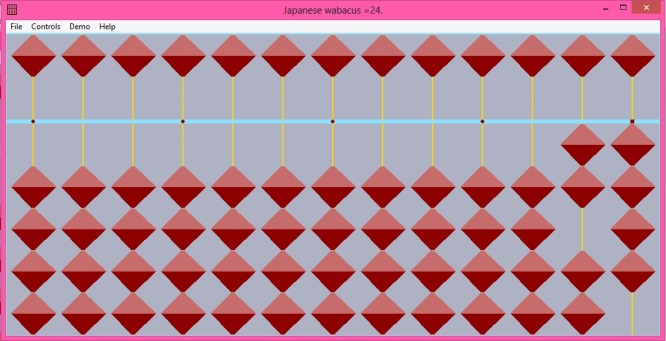 Japanese wabacus =24.
File Controls Demo Help